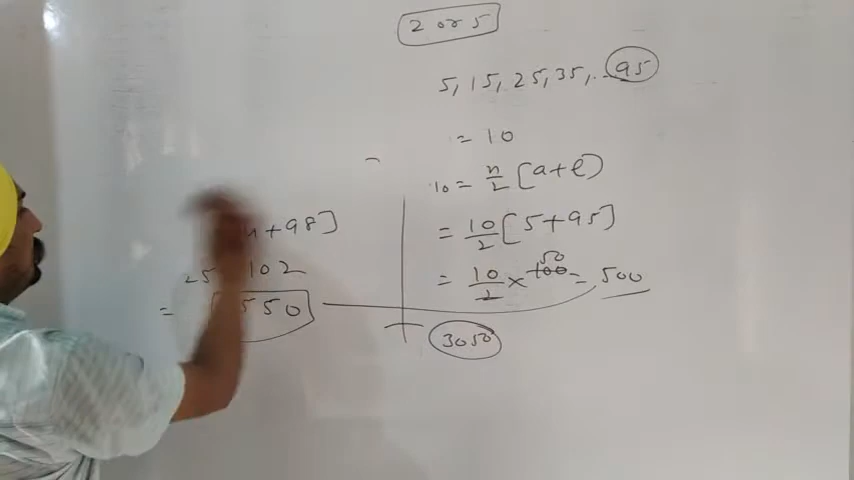 2 or 5
5, 15, 25, 35, .. 95
= 10
10 = n/2 [a+l]
= 10/2 [5+95]
= 10/2 × 100 50 = 500
+98]
25 102
= 550
3050